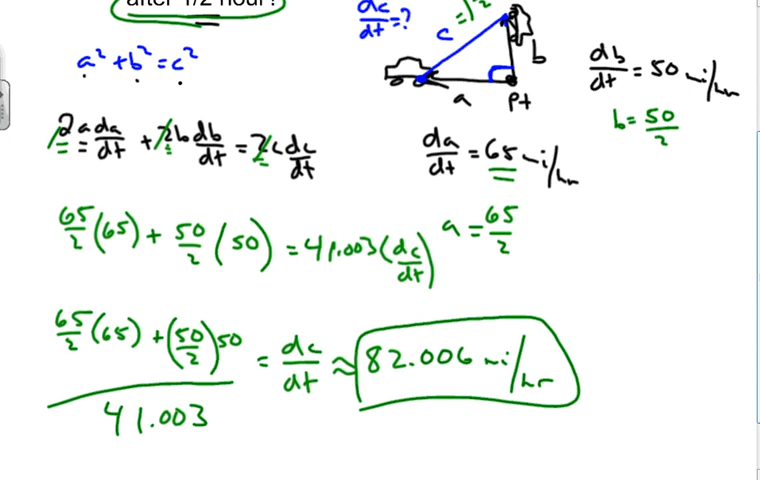 after 1/2 hour?
dc/dt = ?
c
b
a
Pt
a² + b² = c²
db/dt = 50 mi/hr
b = 50/2
2a da/dt + 2b db/dt = 2c dc/dt
da/dt = 65 mi/hr
65/2 (65) + 50/2 (50) = 41.003 (dc/dt)
a = 65/2
65/2 (65) + (50/2) 50 / 41.003 = dc/dt ≈ 82.006 mi/hr